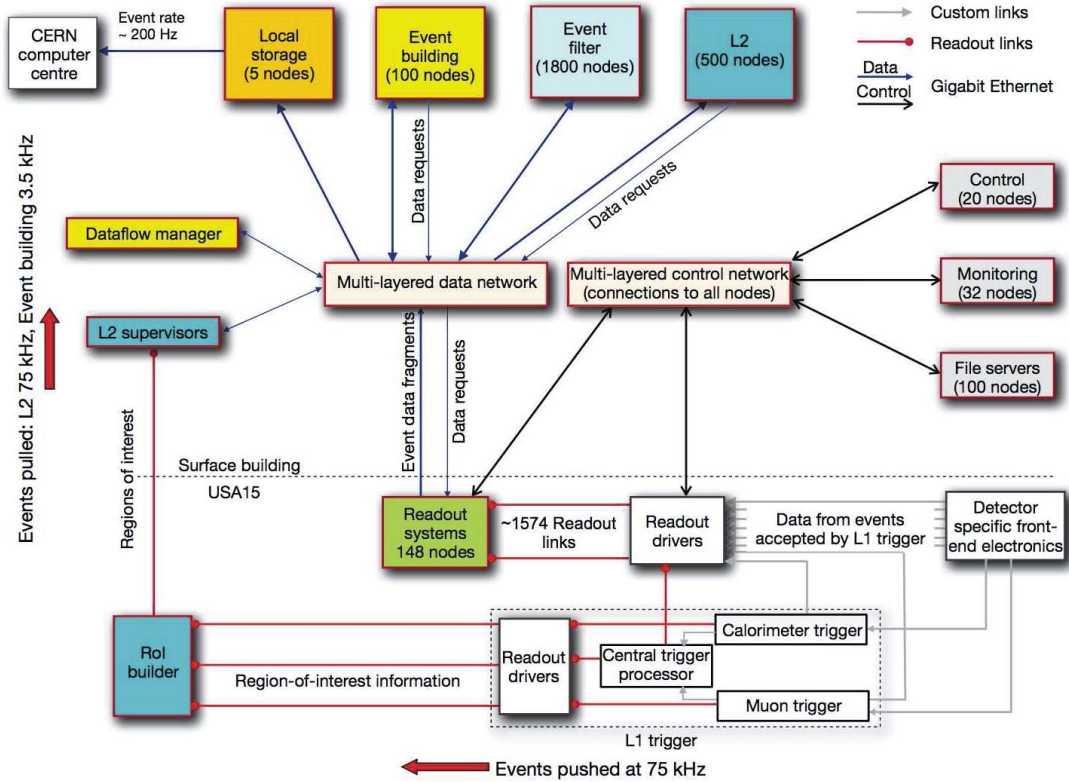 CERN
computer
centre
Event rate
~ 200 Hz
Local
storage
(5 nodes)
Event
building
(100 nodes)
Event
filter
(1800 nodes)
L2
(500 nodes)
Custom links
Readout links
Data
Control
Gigabit Ethernet
Data requests
Data requests
Control
(20 nodes)
Dataflow manager
Multi-layered data network
Multi-layered control network
(connections to all nodes)
Monitoring
(32 nodes)
L2 supervisors
File servers
(100 nodes)
Events pulled: L2 75 kHz, Event building 3.5 kHz
Regions of interest
Event data fragments
Data requests
Surface building
USA15
Readout
systems
148 nodes
~1574 Readout
links
Readout
drivers
Data from events
accepted by L1 trigger
Detector
specific front-
end electronics
RoI
builder
Region-of-interest information
Readout
drivers
Calorimeter trigger
Central trigger
processor
Muon trigger
L1 trigger
Events pushed at 75 kHz